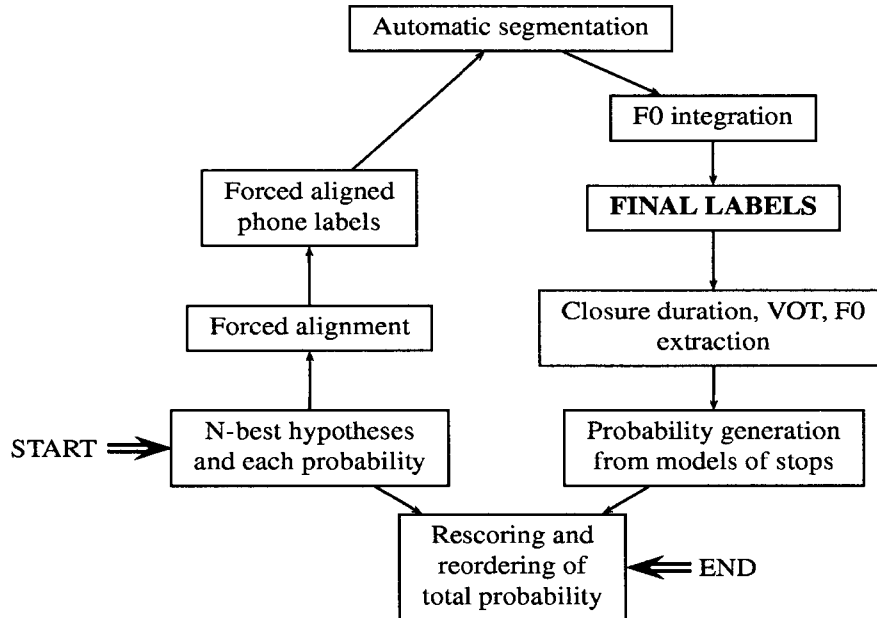 Automatic segmentation
F0 integration
Forced aligned
phone labels
FINAL LABELS
Forced alignment
Closure duration, VOT, F0
extraction
START
N-best hypotheses
and each probability
Probability generation
from models of stops
Rescoring and
reordering of
total probability
END